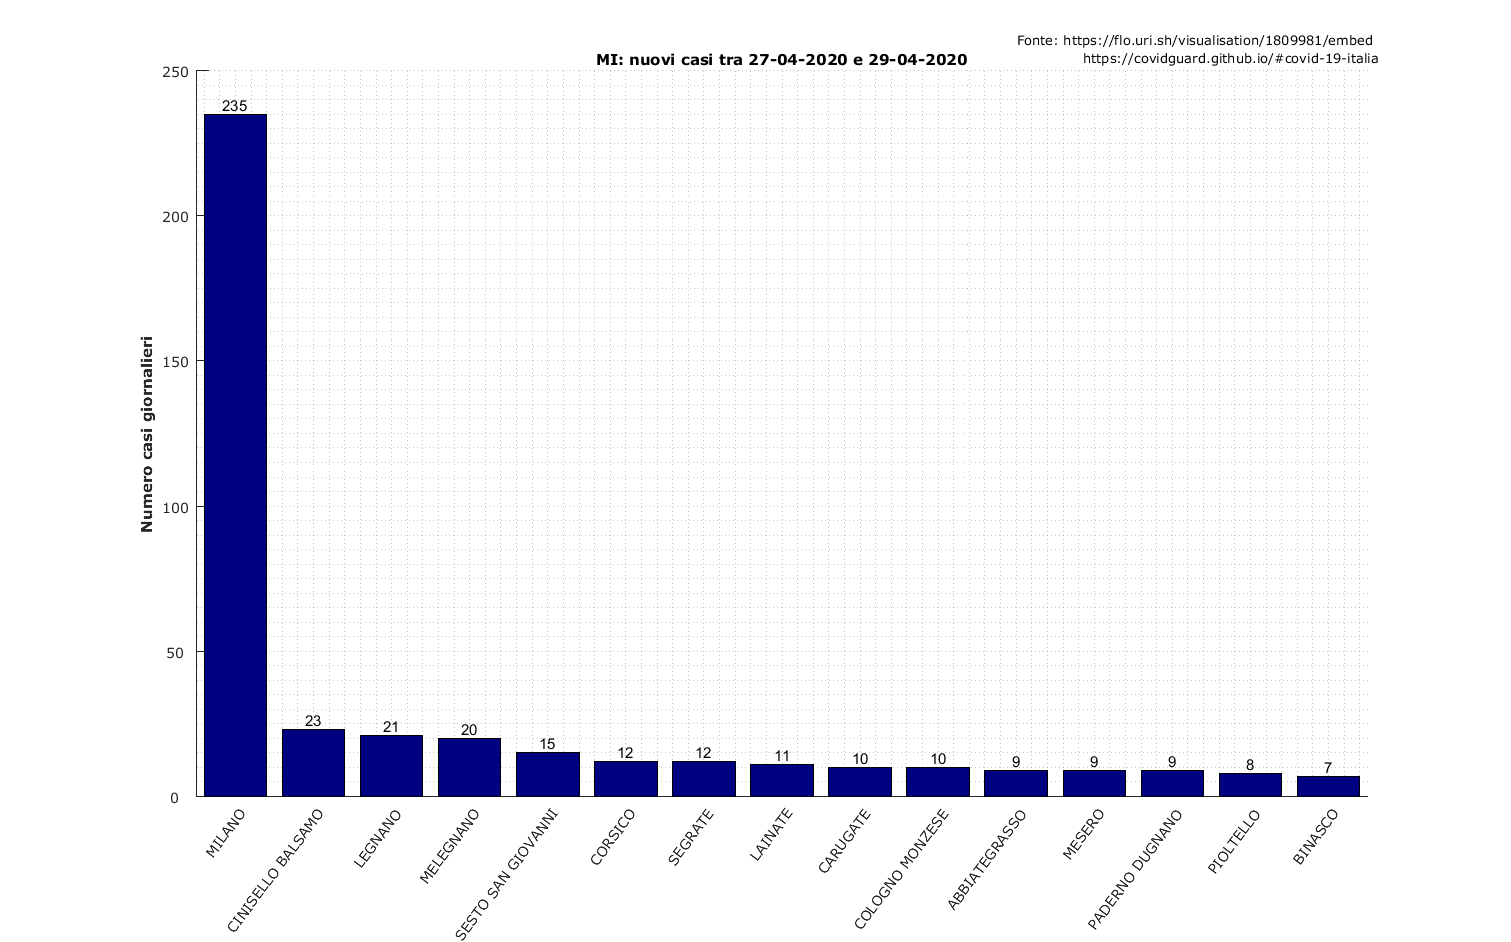 Fonte: https://flo.uri.sh/visualisation/1809981/embed
https://covidguard.github.io/#covid-19-italia
MI: nuovi casi tra 27-04-2020 e 29-04-2020
Numero casi giornalieri
250
200
150
100
50
0
235
23
21
20
15
12
12
11
10
10
9
9
9
8
7
MILANO
CINISELLO BALSAMO
LEGNANO
MELEGNANO
SESTO SAN GIOVANNI
CORSICO
SEGRATE
LAINATE
CARUGATE
COLOGNO MONZESE
ABBIATEGRASSO
MESERO
PADERNO DUGNANO
PIOLTELLO
BINASCO